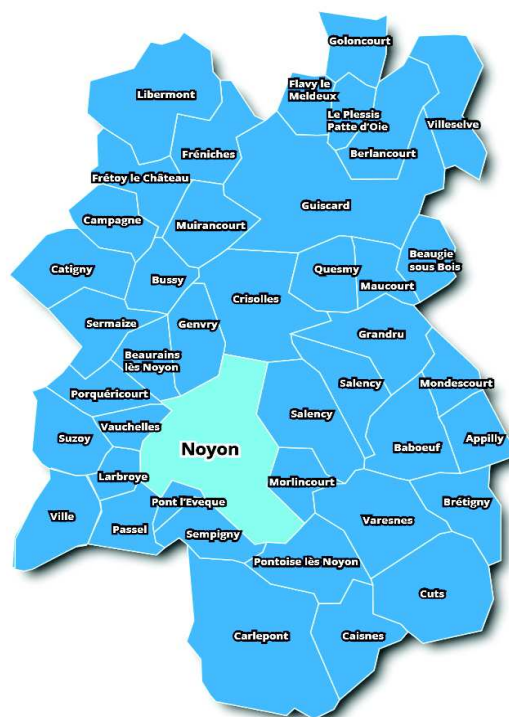 Goloncourt
Libermont
Flavy le
Meldeux
Le Plessis
Patte d'Oie
Villeselve
Fréniches
Berlancourt
Frétoy le Château
Guiscard
Campagne
Muirancourt
Beaugie
sous Bois
Catigny
Bussy
Quesmy
Maucourt
Crisolles
Sermaize
Genvry
Grandru
Beaurains
lès Noyon
Salency
Mondescourt
Porquéricourt
Salency
Vauchelles
Suzoy
Noyon
Baboeuf
Appilly
Larbroye
Morlincourt
Pont l'Eveque
Brétigny
Ville
Passel
Sempigny
Varesnes
Pontoise lès Noyon
Cuts
Carlepont
Caisnes